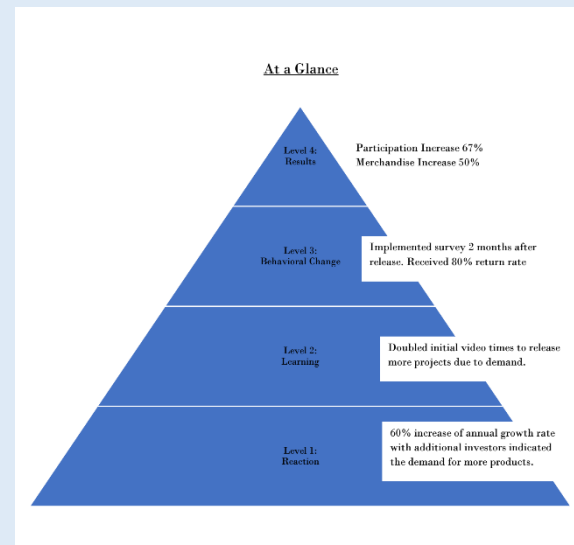 At a Glance
Level 4:
Results
Participation Increase 67%
Merchandise Increase 50%
Level 3:
Behavioral Change
Implemented survey 2 months after
release. Received 80% return rate
Level 2:
Learning
Doubled initial video times to release
more projects due to demand.
Level 1:
Reaction
60% increase of annual growth rate
with additional investors indicated
the demand for more products.